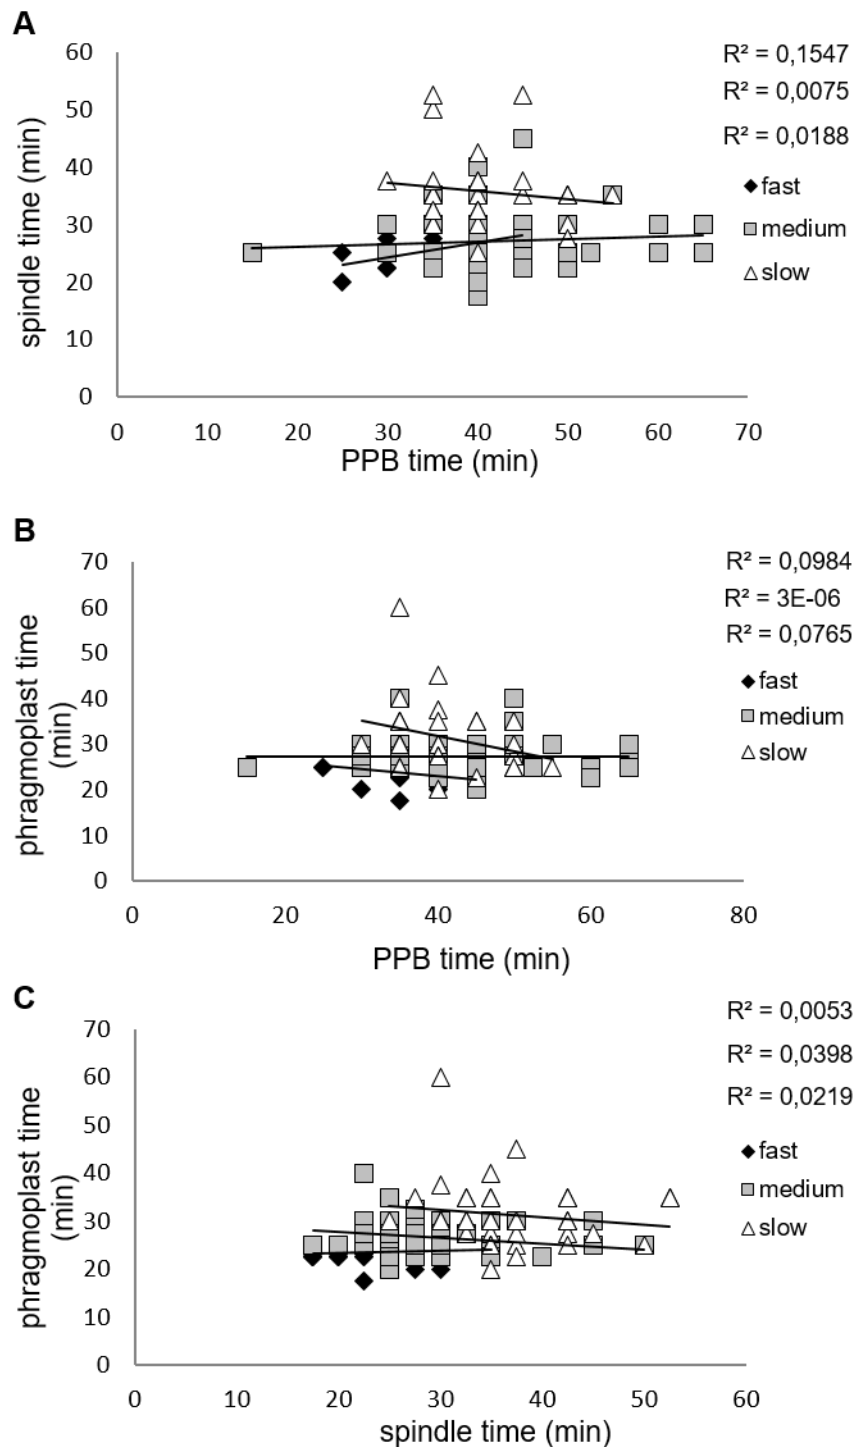 A
60
50
40
30
20
10
0
spindle time (min)
0 10 20 30 40 50 60 70
PPB time (min)
R² = 0,1547
R² = 0,0075
R² = 0,0188
fast
medium
slow
B
70
60
50
40
30
20
10
0
phragmoplast time
(min)
0 20 40 60 80
PPB time (min)
R² = 0,0984
R² = 3E-06
R² = 0,0765
fast
medium
slow
C
70
60
50
40
30
20
10
0
phragmoplast time
(min)
0 10 20 30 40 50 60
spindle time (min)
R² = 0,0053
R² = 0,0398
R² = 0,0219
fast
medium
slow